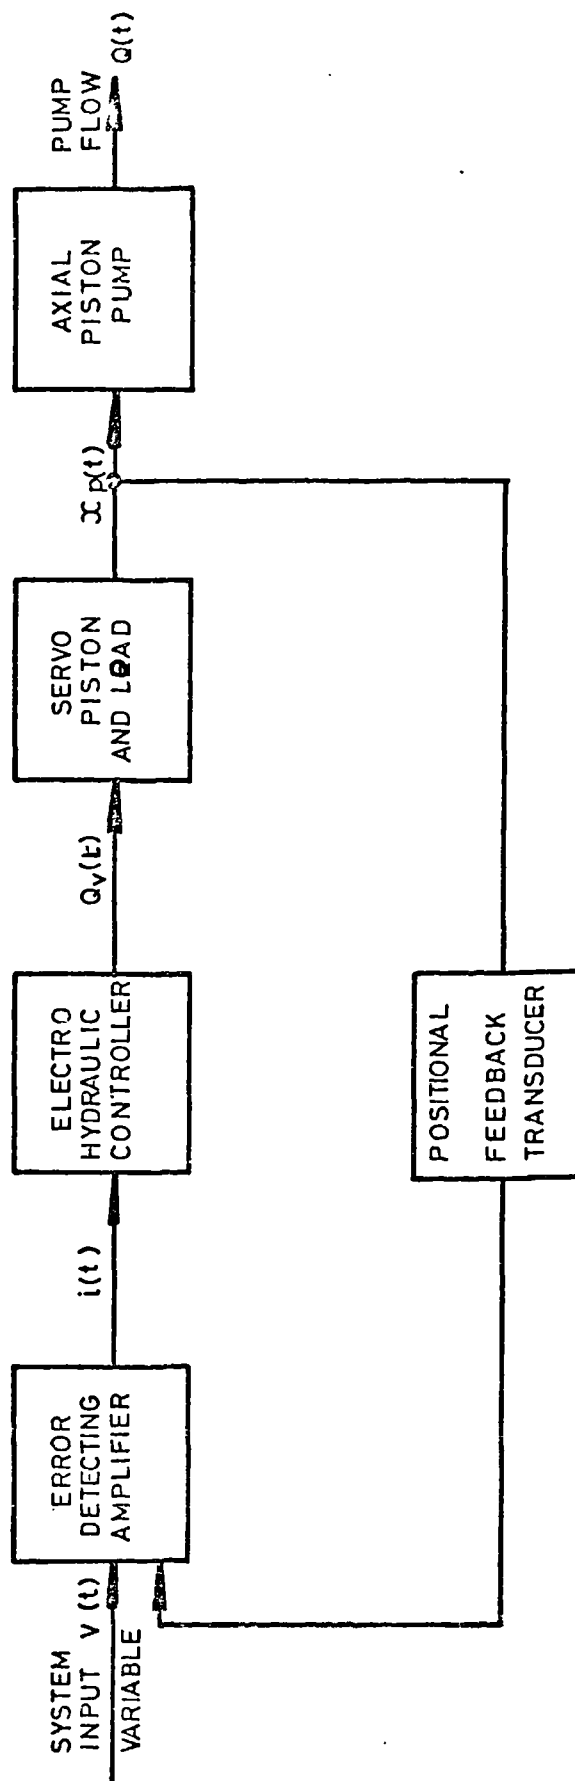 SYSTEM
INPUT V(t)
VARIABLE
ERROR
DETECTING
AMPLIFIER
i(t)
ELECTRO
HYDRAULIC
CONTROLLER
Qv(t)
SERVO
PISTON
AND LOAD
xp(t)
AXIAL
PISTON
PUMP
PUMP
FLOW
Q(t)
POSITIONAL
FEEDBACK
TRANSDUCER